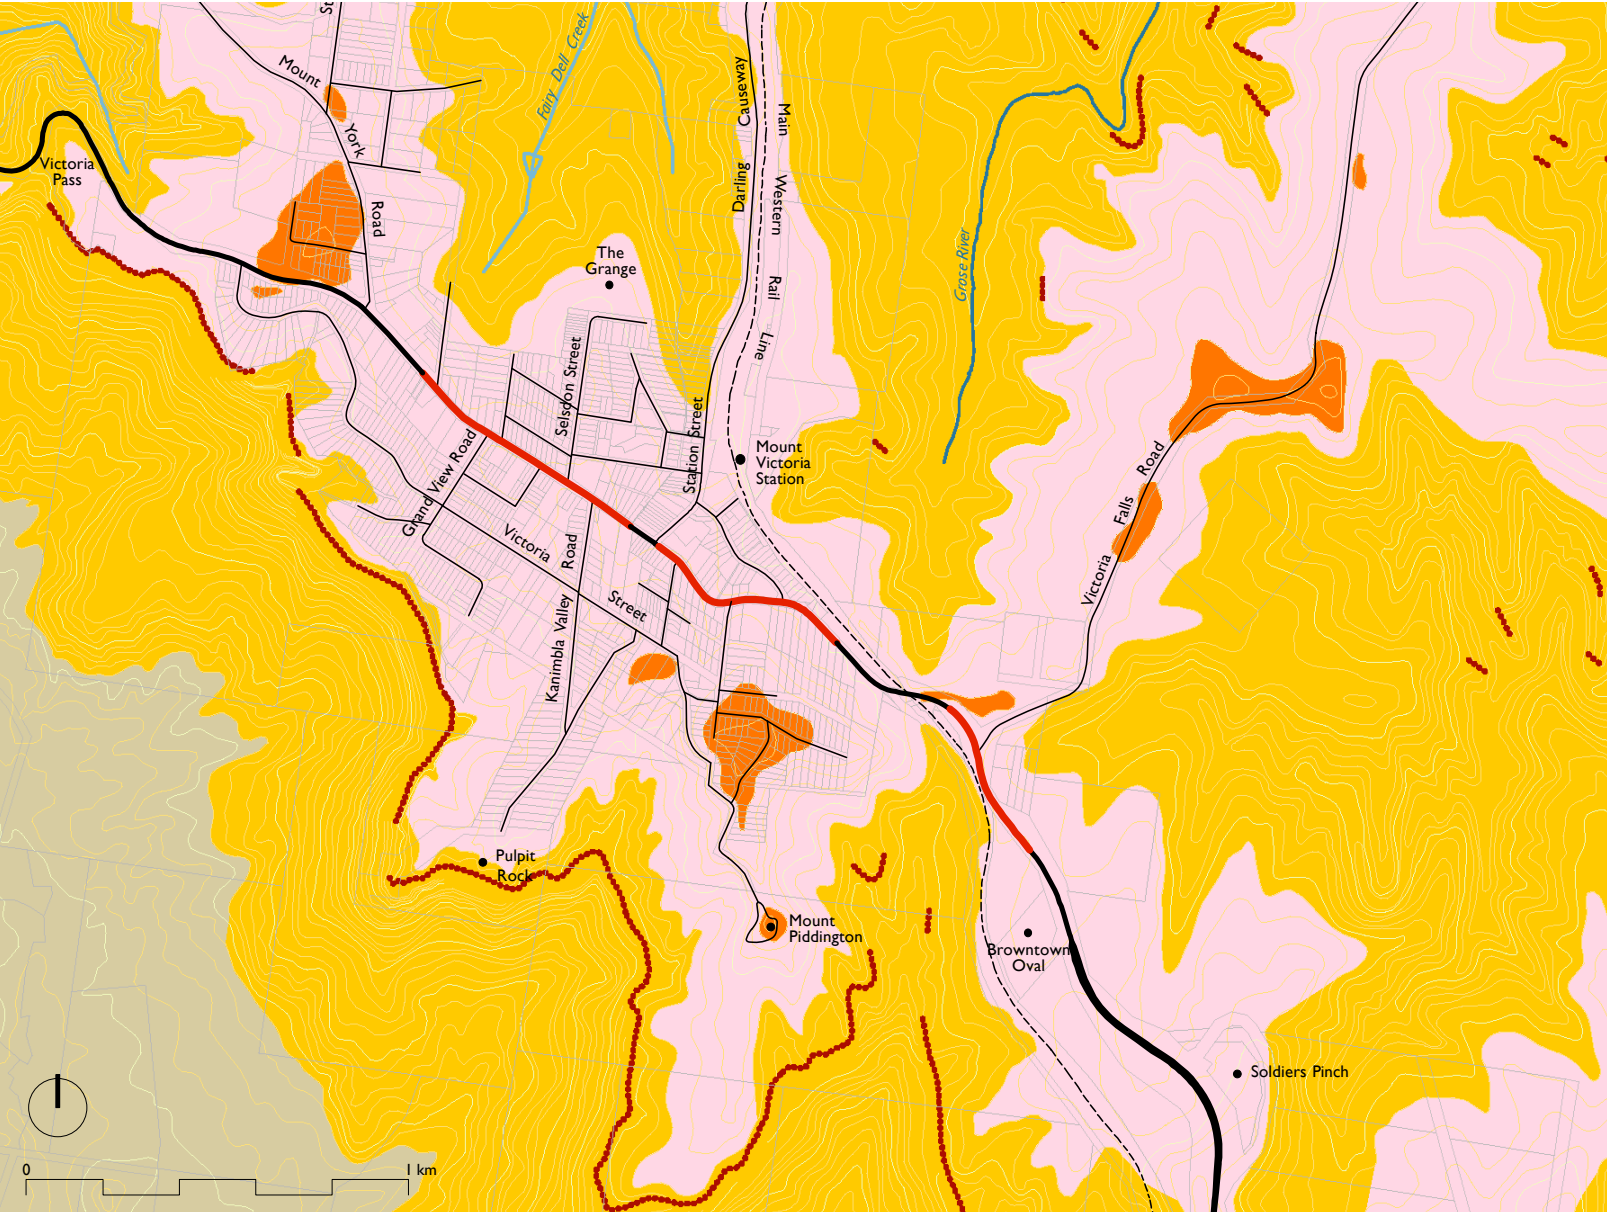 St
Mount
York
Road
Fairy Dell Creek
Darling Causeway
Main Western Rail Line
Victoria
Pass
The
Grange
Grose River
Selsdon Street
Station Street
Mount
Victoria
Station
Grand View Road
Victoria Street
Kanimbla Valley Road
Victoria Falls Road
Pulpit
Rock
Mount
Piddington
Browntown
Oval
Soldiers Pinch
0
1 km